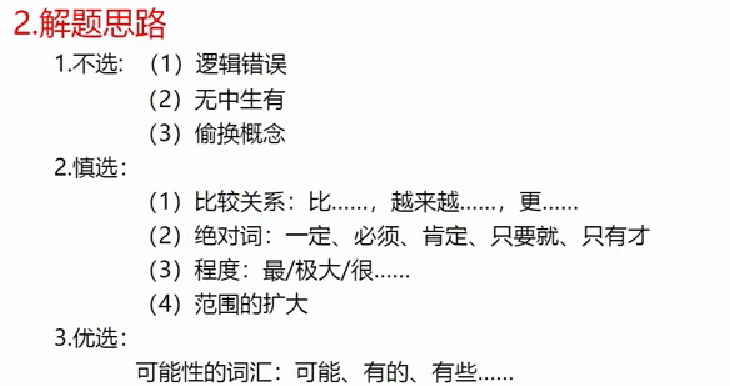 2.解题思路
1.不选:（1）逻辑错误
（2）无中生有
（3）偷换概念
2.慎选：
（1）比较关系：比……，越来越……，更……
（2）绝对词：一定、必须、肯定、只要就、只有才
（3）程度：最/极大/很……
（4）范围的扩大
3.优选：
可能性的词汇：可能、有的、有些……